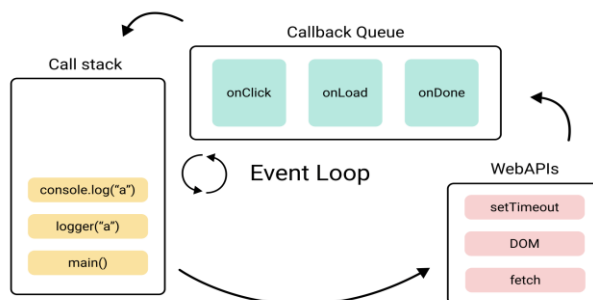 Callback Queue
onClick
onLoad
onDone
Call stack
console.log(“a”)
logger(“a”)
main()
Event Loop
WebAPIs
setTimeout
DOM
fetch